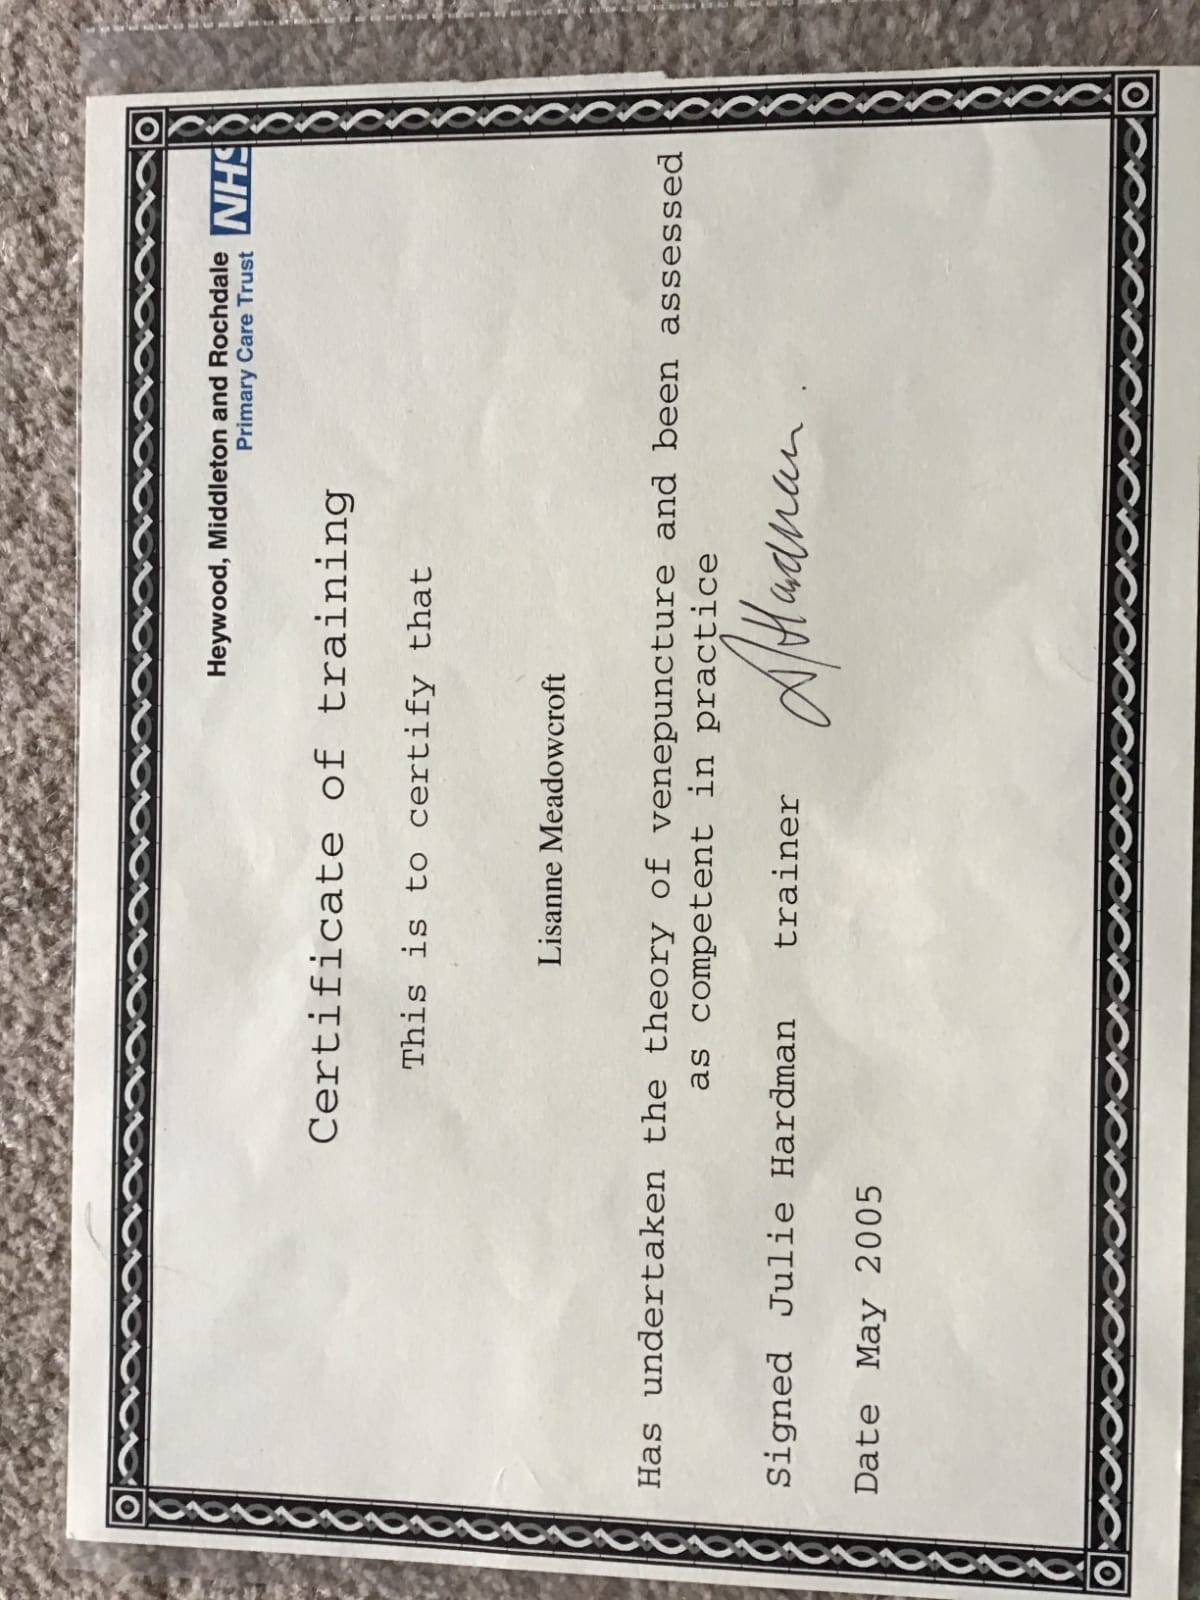 Heywood, Middleton and Rochdale NHS
Primary Care Trust
Certificate of training
This is to certify that
Lisanne Meadowcroft
Has undertaken the theory of venepuncture and been assessed
as competent in practice
Signed Julie Hardman trainer JHardman.
Date May 2005